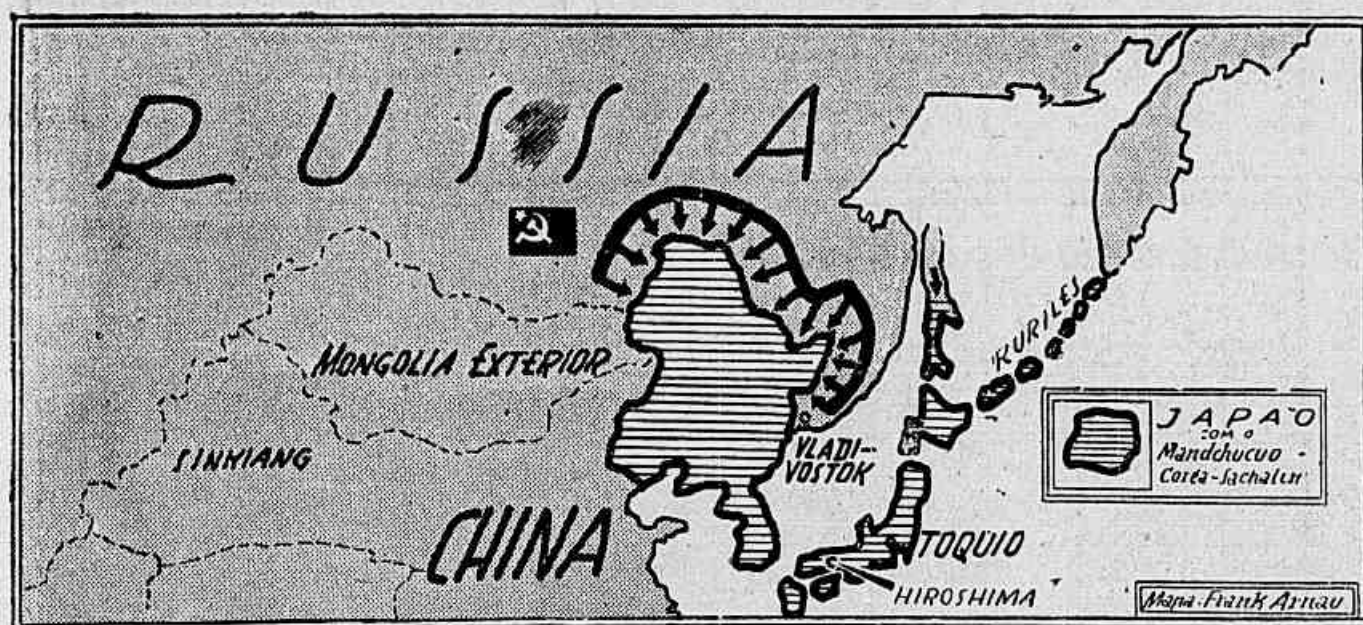 RUSSIA
MONGOLIA EXTERIOR
SINKIANG
CHINA
VLADI-
VOSTOK
KURILES
TOQUIO
HIROSHIMA
JAPÃO
COM O
Mandchucuo -
Coréa-Sachalin
Mapa-Frank Arnau